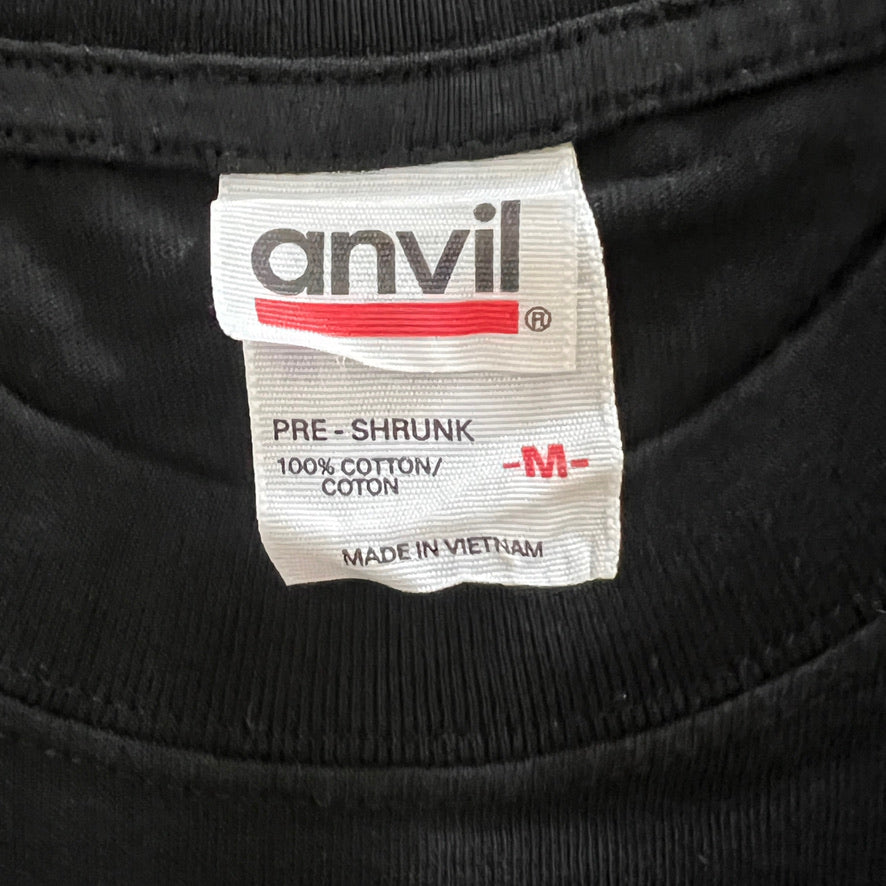 anvil
®
PRE - SHRUNK
100% COTTON/
COTON
-M-
MADE IN VIETNAM